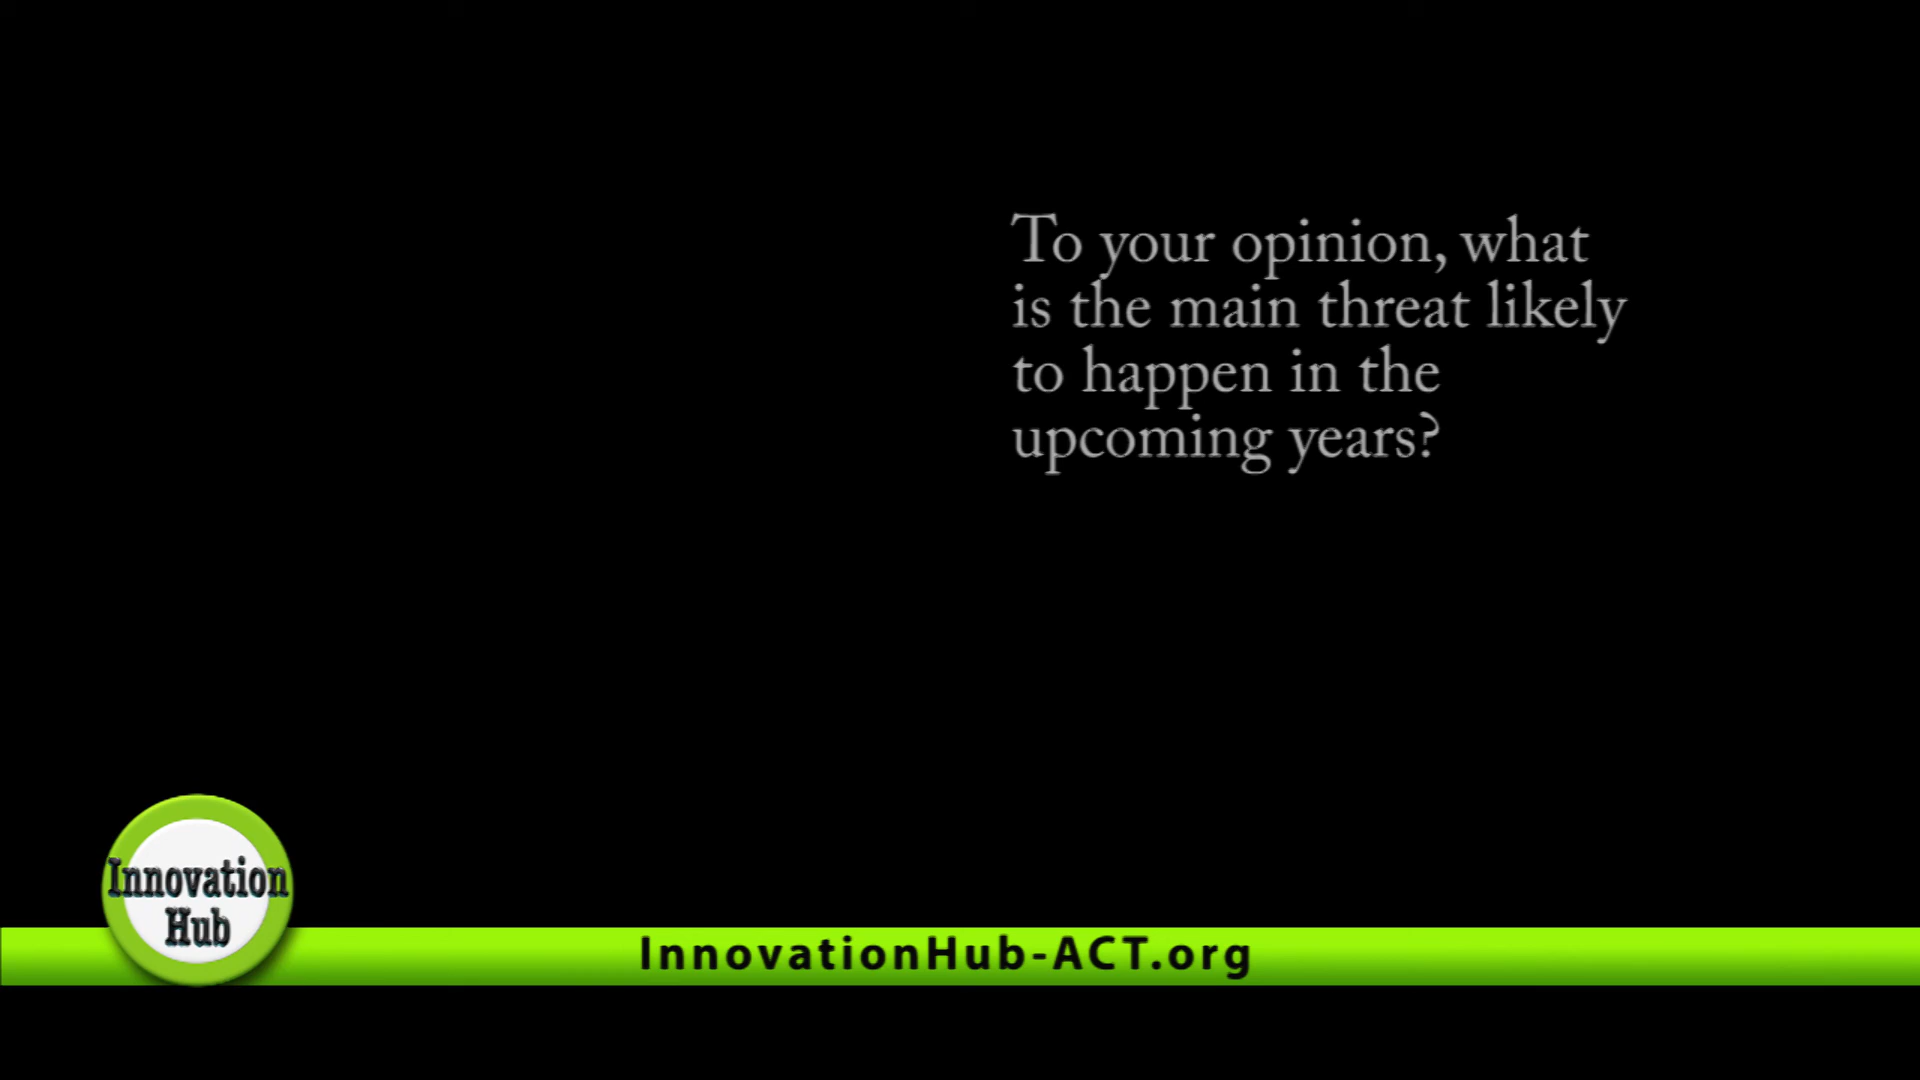 To your opinion, what
is the main threat likely
to happen in the
upcoming years?
Innovation
Hub
InnovationHub-ACT.org